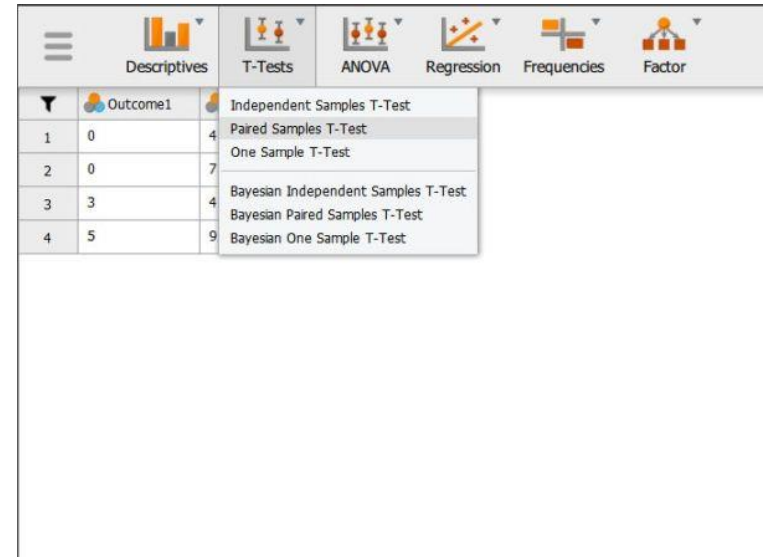 Descriptives T-Tests ANOVA Regression Frequencies Factor
Outcome1
Independent Samples T-Test
1 0 4 Paired Samples T-Test
One Sample T-Test
2 0 7
3 3 4 Bayesian Independent Samples T-Test
Bayesian Paired Samples T-Test
4 5 9 Bayesian One Sample T-Test